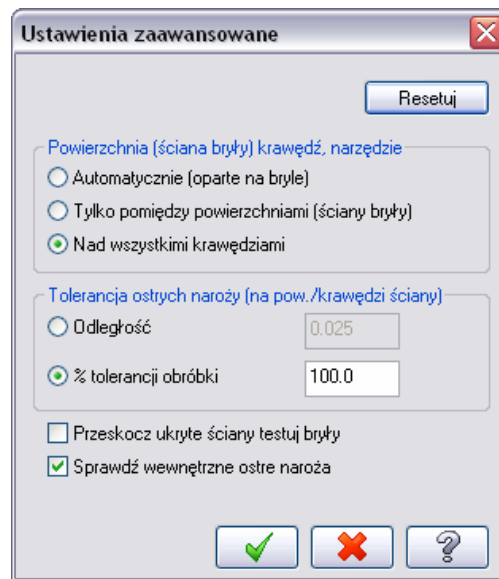 Ustawienia zaawansowane
Resetuj
Powierzchnia (ściana bryły) krawędź, narzędzie
Automatycznie (oparte na bryle)
Tylko pomiędzy powierzchniami (ściany bryły)
Nad wszystkimi krawędziami
Tolerancja ostrych naroży (na pow./krawędzi ściany)
Odległość 0.025
% tolerancji obróbki 100.0
Przeskocz ukryte ściany testuj bryły
Sprawdź wewnętrzne ostre naroża